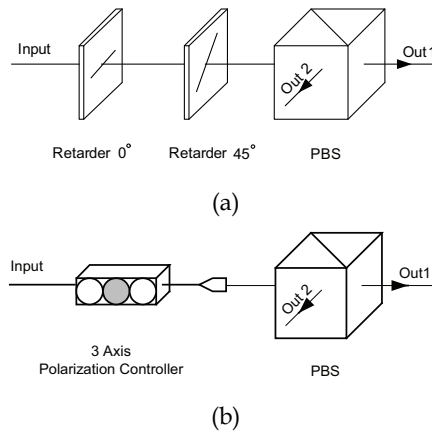 Input
Out1
Out 2
Retarder 0°
Retarder 45°
PBS
(a)
Input
Out1
Out 2
3 Axis
Polarization Controller
PBS
(b)